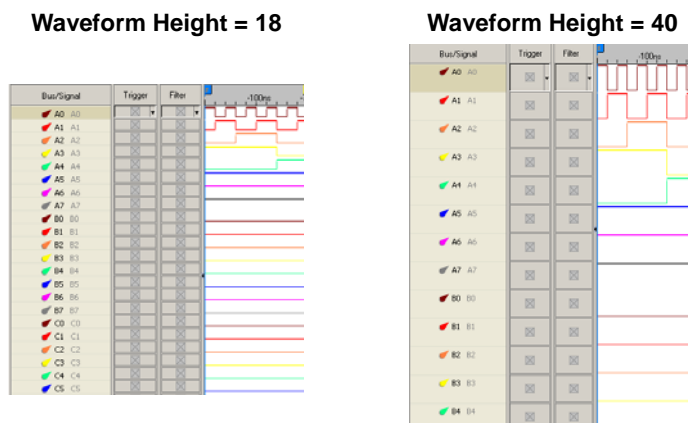 Waveform Height = 18
Bus/Signal Trigger Filter -100ns
A0 A0
A1 A1
A2 A2
A3 A3
A4 A4
A5 A5
A6 A6
A7 A7
B0 B0
B1 B1
B2 B2
B3 B3
B4 B4
B5 B5
B6 B6
B7 B7
C0 C0
C1 C1
C2 C2
C3 C3
C4 C4
C5 C5
Waveform Height = 40
Bus/Signal Trigger Filter -100ns
A0 A0
A1 A1
A2 A2
A3 A3
A4 A4
A5 A5
A6 A6
A7 A7
B0 B0
B1 B1
B2 B2
B3 B3
B4 B4